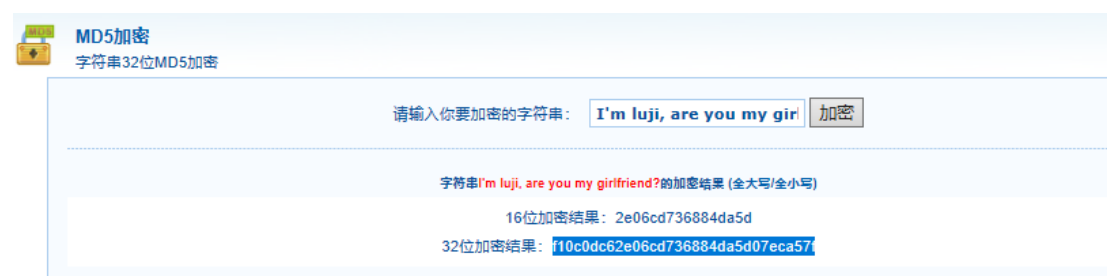 MD5
MD5加密
字符串32位MD5加密
请输入你要加密的字符串： I'm luji, are you my girl 加密
字符串I'm luji, are you my girlfriend?的加密结果 (全大写/全小写)
16位加密结果：2e06cd736884da5d
32位加密结果：f10c0dc62e06cd736884da5d07eca57f